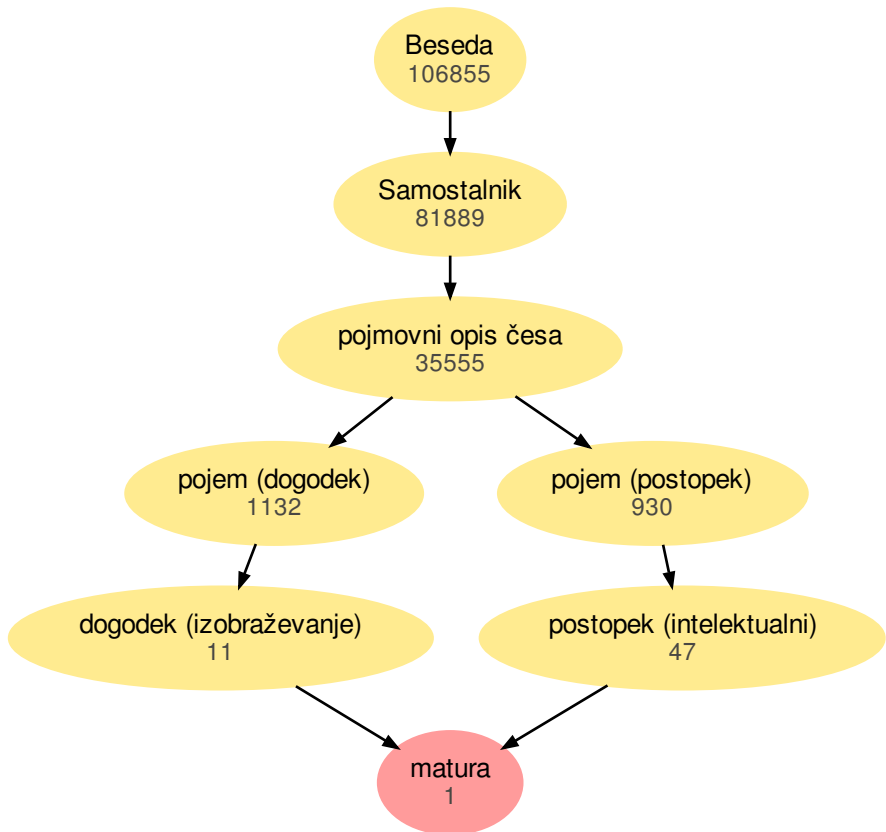 Beseda
106855
Samostalnik
81889
pojmovni opis česa
35555
pojem (dogodek)
1132
pojem (postopek)
930
dogodek (izobraževanje)
11
postopek (intelektualni)
47
matura
1